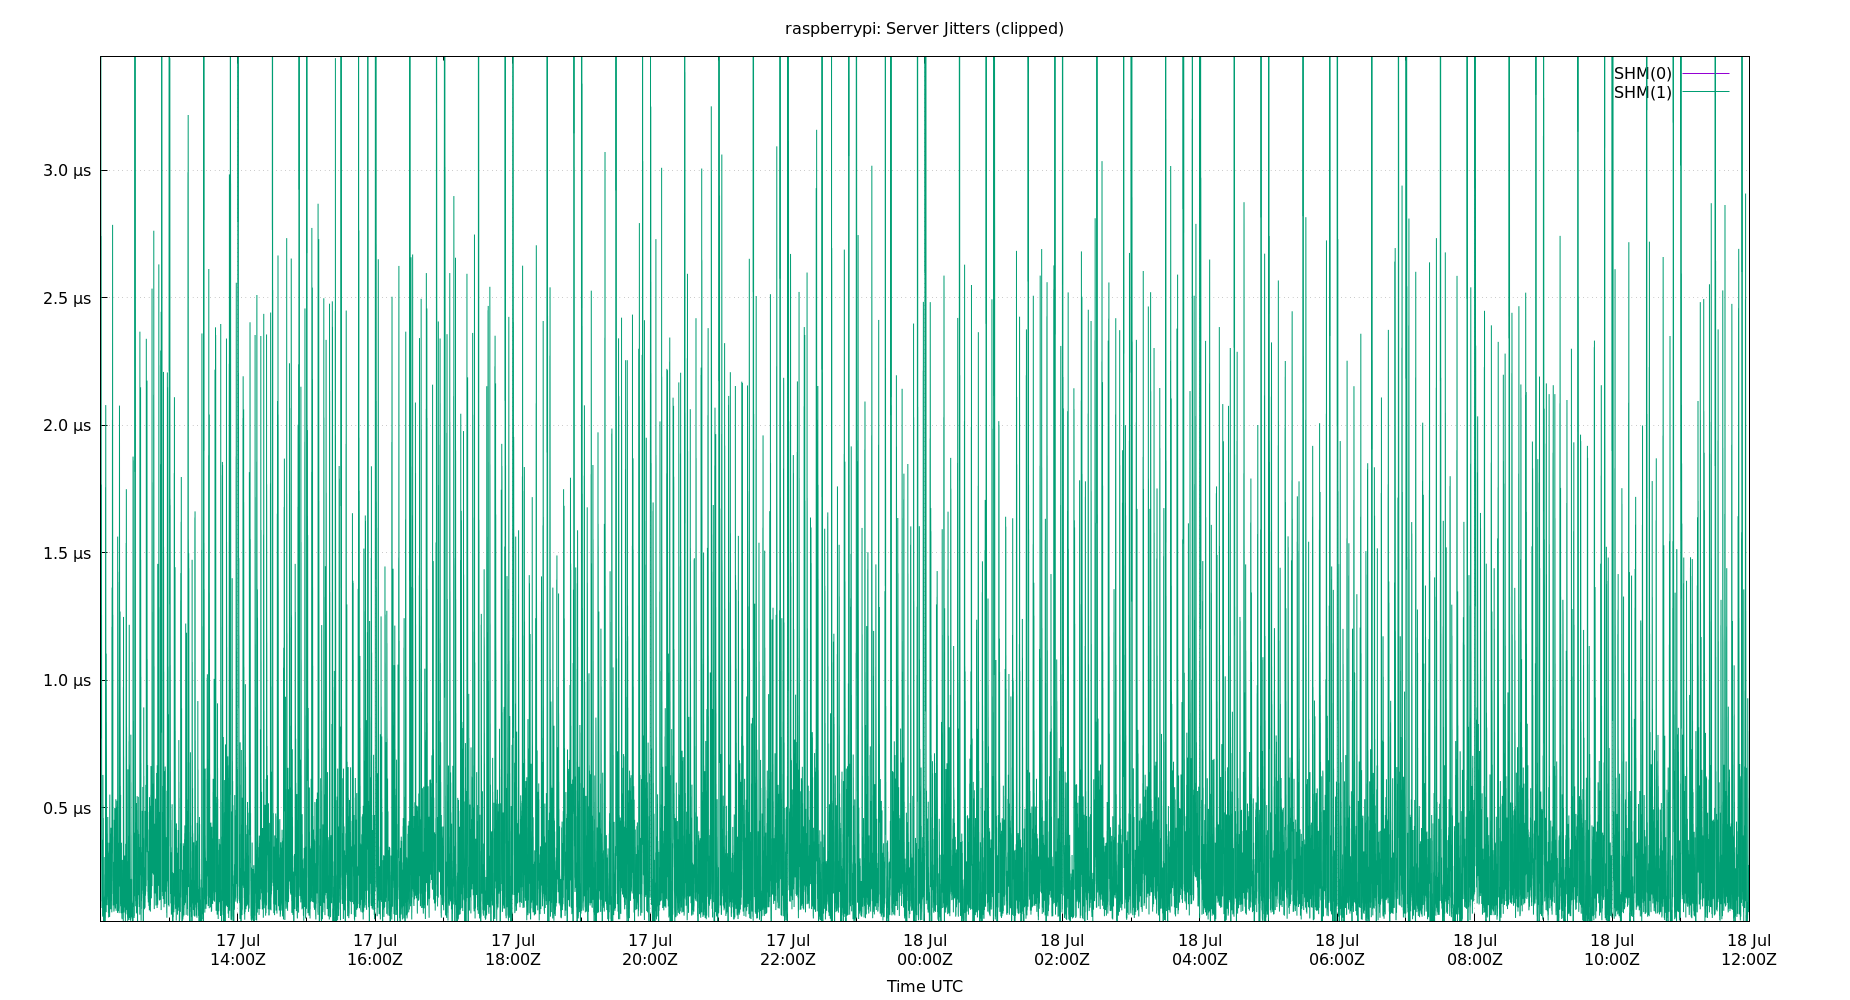 raspberrypi: Server Jitters (clipped)
SHM(0)
SHM(1)
3.0 µs
2.5 µs
2.0 µs
1.5 µs
1.0 µs
0.5 µs
17 Jul 17 Jul 17 Jul 17 Jul 17 Jul 18 Jul 18 Jul 18 Jul 18 Jul 18 Jul 18 Jul 18 Jul
14:00Z 16:00Z 18:00Z 20:00Z 22:00Z 00:00Z 02:00Z 04:00Z 06:00Z 08:00Z 10:00Z 12:00Z
Time UTC